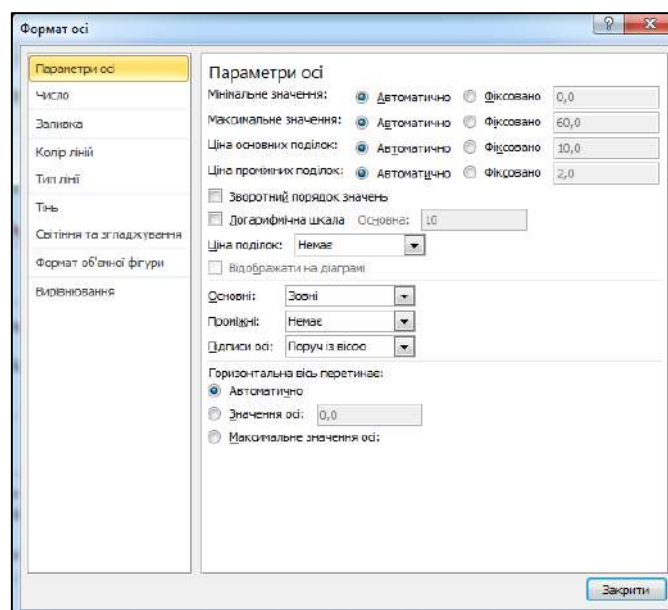 Формат осі
Параметри осі
Число
Заливка
Колір ліній
Тип лінії
Тінь
Світіння та згладжування
Формат об'ємної фігури
Вирівнювання
Параметри осі
Мінімальне значення: Автоматично Фіксовано 0,0
Максимальне значення: Автоматично Фіксовано 60,0
Ціна основних поділок: Автоматично Фіксовано 10,0
Ціна проміжних поділок: Автоматично Фіксовано 2,0
Зворотний порядок значень
Логарифмічна шкала Основна: 10
Ціна поділок: Немає
Відображати на діаграмі
Основні: Зовні
Проміжні: Немає
Підписи осі: Поруч із віссю
Горизонтальна вісь перетинає:
Автоматично
Значення осі: 0,0
Максимальне значення осі:
Закрити